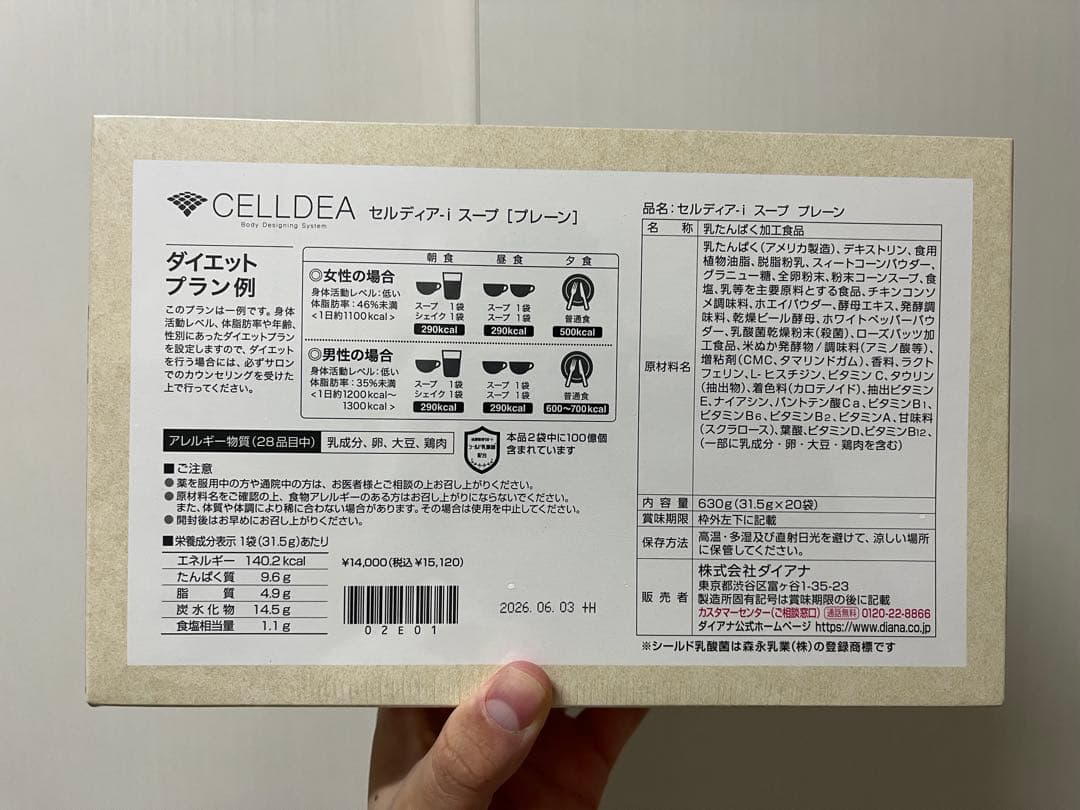 CELLDEA
Body Designing System
セルディア-i スープ [プレーン]
ダイエット
プラン例
このプランは一例です。身体
活動レベル、体脂肪率や年齢、
性別にあったダイエットプラン
を設定しますので、ダイエット
を行う場合には、必ずサロン
でのカウンセリングを受けた
上で行ってください。
朝食 昼食 夕食
◎女性の場合
身体活動レベル:低い
体脂肪率:46%未満
<1日約1100kcal>
スープ 1袋
シェイク 1袋
290kcal
スープ 1袋
スープ 1袋
290kcal
普通食
500kcal
◎男性の場合
身体活動レベル:低い
体脂肪率:35%未満
<1日約1200kcal〜
1300kcal>
スープ 1袋
シェイク 1袋
290kcal
スープ 1袋
スープ 1袋
290kcal
普通食
600〜700kcal
アレルギー物質(28品目中) 乳成分、卵、大豆、鶏肉
シールド乳酸菌
配合
本品2袋中に100億個
含まれています
■ご注意
●薬を服用中の方や通院中の方は、お医者様とご相談の上お召し上がりください。
●原材料名をご確認の上、食物アレルギーのある方はお召し上がりにならないでください。
また、体質や体調により稀に合わない場合があります。その場合は使用を中止してください。
●開封後はお早めにお召し上がりください。
■栄養成分表示 1袋(31.5g)あたり
エネルギー 140.2kcal
たんぱく質 9.6g
脂質 4.9g
炭水化物 14.5g
食塩相当量 1.1g
¥14,000(税込¥15,120)
02E01
2026.06.03 +H
品名:セルディア-i スープ プレーン
名称 乳たんぱく加工食品
原材料名
乳たんぱく(アメリカ製造)、デキストリン、食用
植物油脂、脱脂粉乳、スィートコーンパウダー、
グラニュー糖、全卵粉末、粉末コーンスープ、食
塩、乳等を主要原料とする食品、チキンコンソ
メ調味料、ホエイパウダー、酵母エキス、発酵調
味料、乾燥ビール酵母、ホワイトペッパーパウ
ダー、乳酸菌乾燥粉末(殺菌)、ローズハッツ加
工食品、米ぬか発酵物/調味料(アミノ酸等)、
増粘剤(CMC、タマリンドガム)、香料、ラクト
フェリン、L-ヒスチジン、ビタミンC、タウリン
(抽出物)、着色料(カロテノイド)、抽出ビタミン
E、ナイアシン、パントテン酸Ca、ビタミンB1、
ビタミンB6、ビタミンB2、ビタミンA、甘味料
(スクラロース)、葉酸、ビタミンD、ビタミンB12、
(一部に乳成分・卵・大豆・鶏肉を含む)
内容量 630g(31.5g×20袋)
賞味期限 枠外左下に記載
保存方法 高温・多湿及び直射日光を避けて、涼しい場所
に保管してください。
販売者
株式会社ダイアナ
東京都渋谷区富ヶ谷1-35-23
製造所固有記号は賞味期限の後に記載
カスタマーセンター(ご相談窓口) 通話無料 0120-22-8866
ダイアナ公式ホームページ https://www.diana.co.jp
※シールド乳酸菌は森永乳業(株)の登録商標です